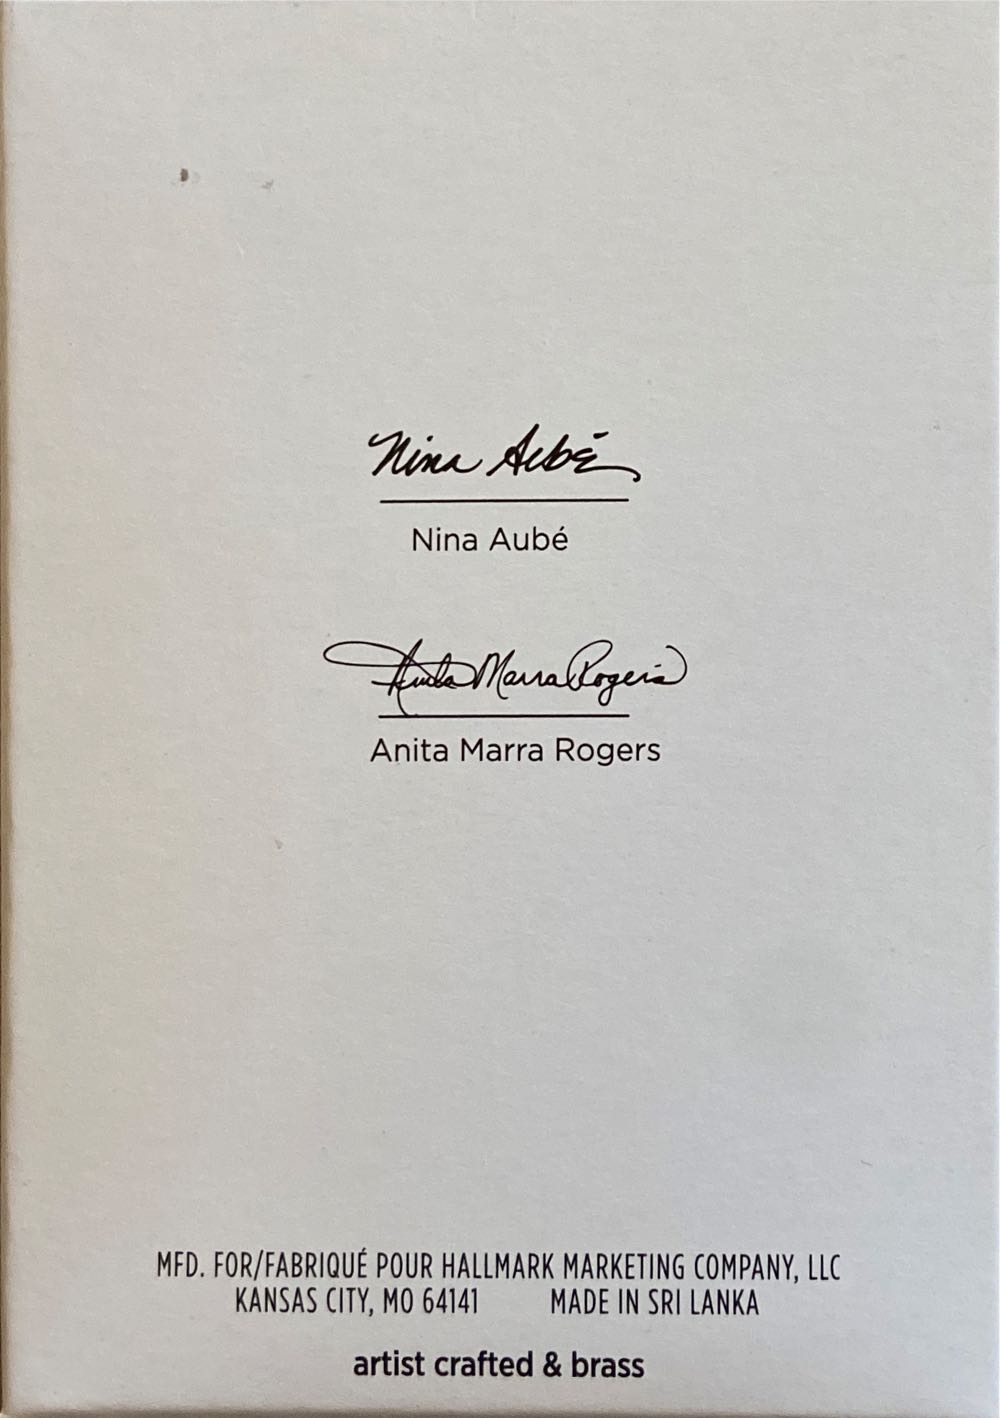 Nina Aubé
Nina Aubé
Anita Marra Rogers
Anita Marra Rogers
MFD. FOR/FABRIQUÉ POUR HALLMARK MARKETING COMPANY, LLC
KANSAS CITY, MO 64141 MADE IN SRI LANKA
artist crafted & brass